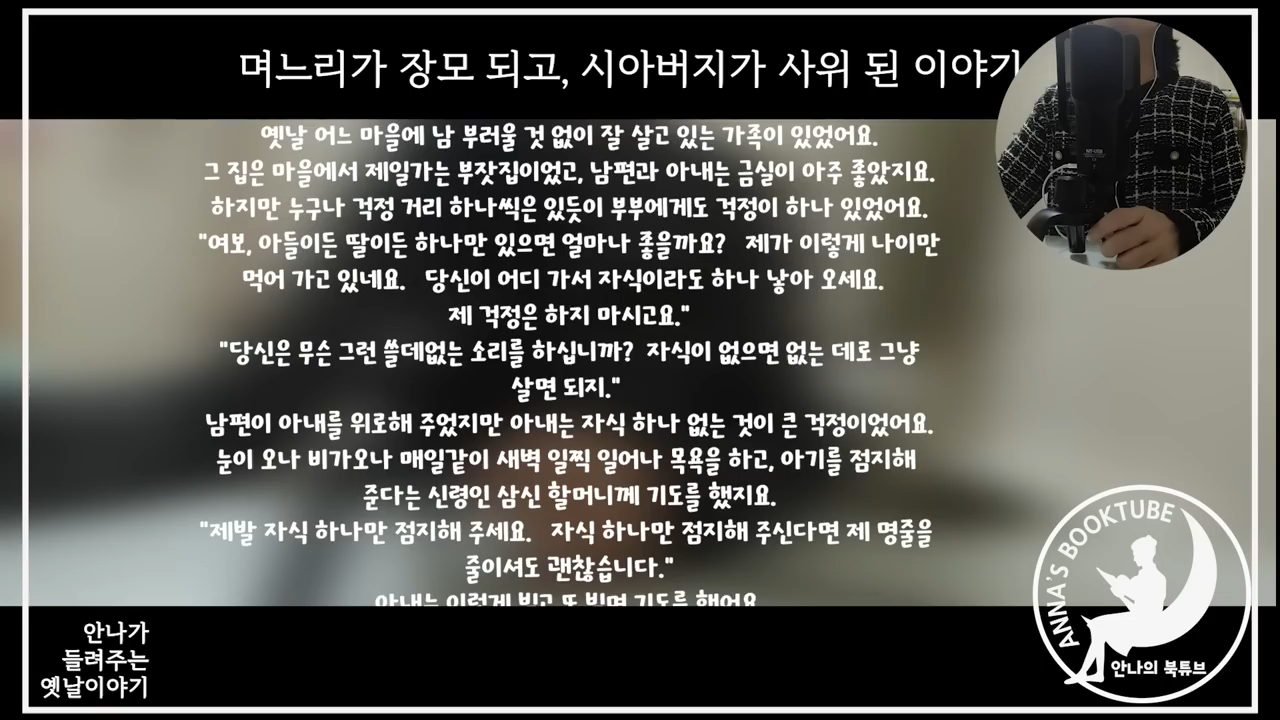 며느리가 장모 되고, 시아버지가 사위 된 이야기
옛날 어느 마을에 남 부러울 것 없이 잘 살고 있는 가족이 있었어요.
그 집은 마을에서 제일가는 부잣집이었고, 남편과 아내는 금실이 아주 좋았지요.
하지만 누구나 걱정 거리 하나씩은 있듯이 부부에게도 걱정이 하나 있었어요.
"여보, 아들이든 딸이든 하나만 있으면 얼마나 좋을까요? 제가 이렇게 나이만
먹어 가고 있네요. 당신이 어디 가서 자식이라도 하나 낳아 오세요.
제 걱정은 하지 마시고요."
"당신은 무슨 그런 쓸데없는 소리를 하십니까? 자식이 없으면 없는 데로 그냥
살면 되지."
남편이 아내를 위로해 주었지만 아내는 자식 하나 없는 것이 큰 걱정이었어요.
눈이 오나 비가오나 매일같이 새벽 일찍 일어나 목욕을 하고, 아기를 점지해
준다는 신령인 삼신 할머니께 기도를 했지요.
"제발 자식 하나만 점지해 주세요. 자식 하나만 점지해 주신다면 제 명줄을
줄이셔도 괜찮습니다."
아내는 이렇게 빌고 또 빌며 기도를 했어요
ANNA'S BOOKTUBE
안나의 북튜브
안나가
들려주는
옛날이야기